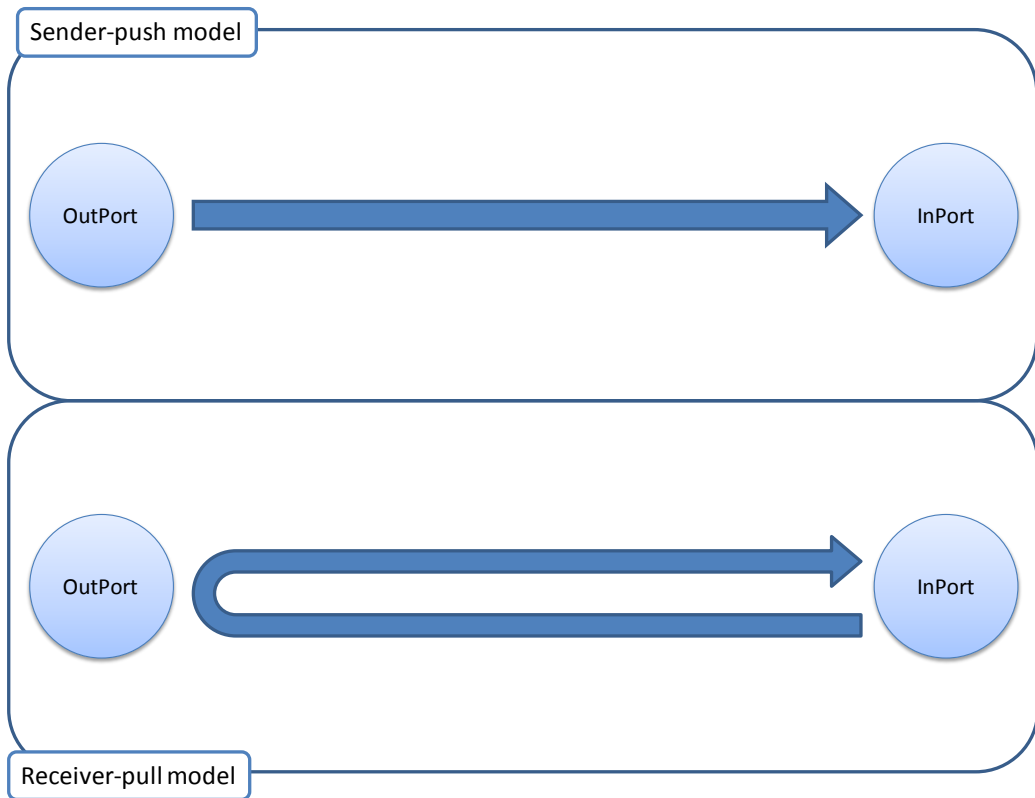 Sender-push model
OutPort
InPort
OutPort
InPort
Receiver-pull model